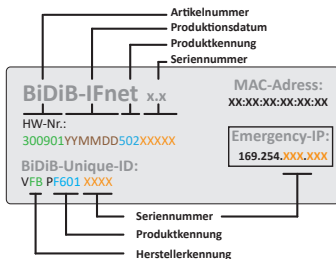 Artikelnummer
Produktionsdatum
Produktkennung
Seriennummer
BiDiB-IFnet x.x
MAC-Adress:
XX:XX:XX:XX:XX:XX
HW-Nr.:
300901YYMMDD502XXXXX
Emergency-IP:
169.254.XXX.XXX
BiDiB-Unique-ID:
VFB PF601 XXXX
Seriennummer
Produktkennung
Herstellerkennung